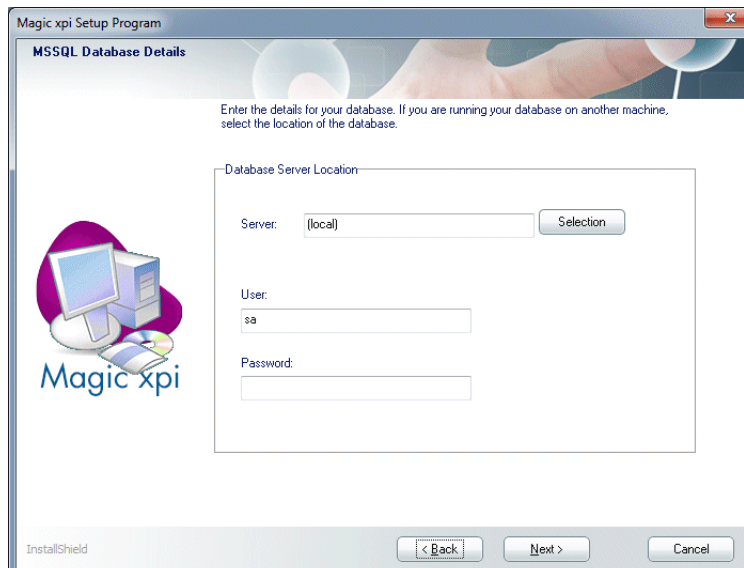 Magic xpi Setup Program
MSSQL Database Details
Enter the details for your database. If you are running your database on another machine,
select the location of the database.
Database Server Location
Server: (local) Selection
User:
sa
Password:
Magic xpi
InstallShield
< Back Next > Cancel